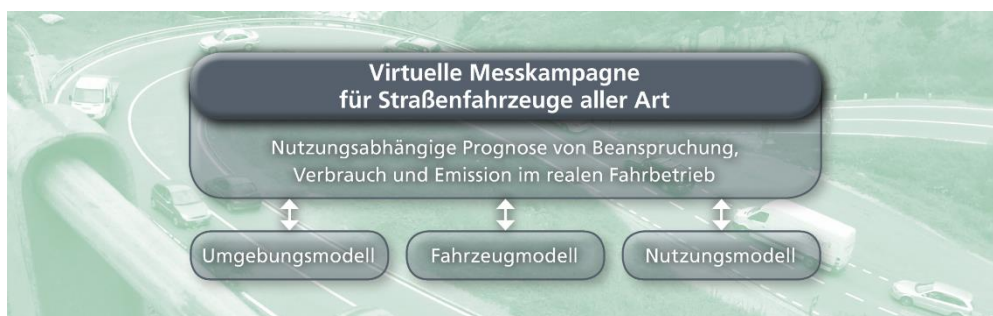 Virtuelle Messkampagne
für Straßenfahrzeuge aller Art
Nutzungsabhängige Prognose von Beanspruchung,
Verbrauch und Emission im realen Fahrbetrieb
Umgebungsmodell
Fahrzeugmodell
Nutzungsmodell